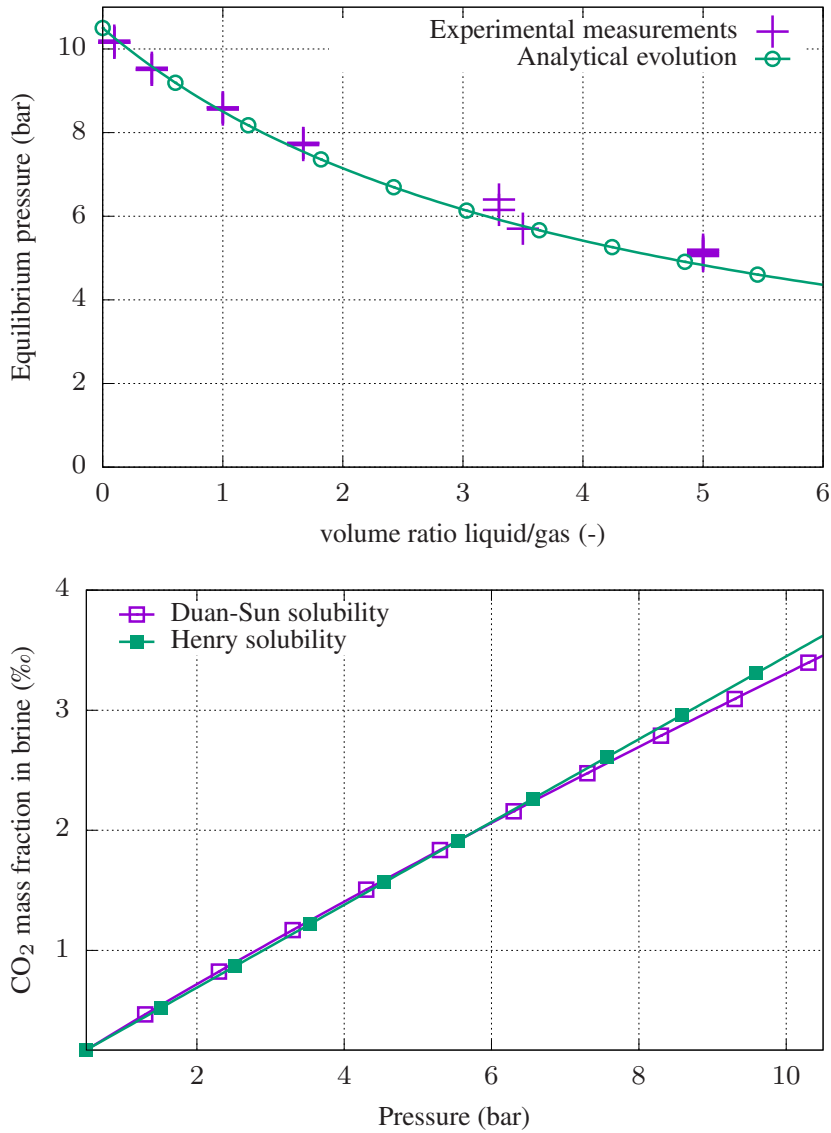 Experimental measurements
Analytical evolution
10
8
6
4
2
0
Equilibrium pressure (bar)
0 1 2 3 4 5 6
volume ratio liquid/gas (-)
Duan-Sun solubility
Henry solubility
4
3
2
1
CO₂ mass fraction in brine (‰)
2 4 6 8 10
Pressure (bar)